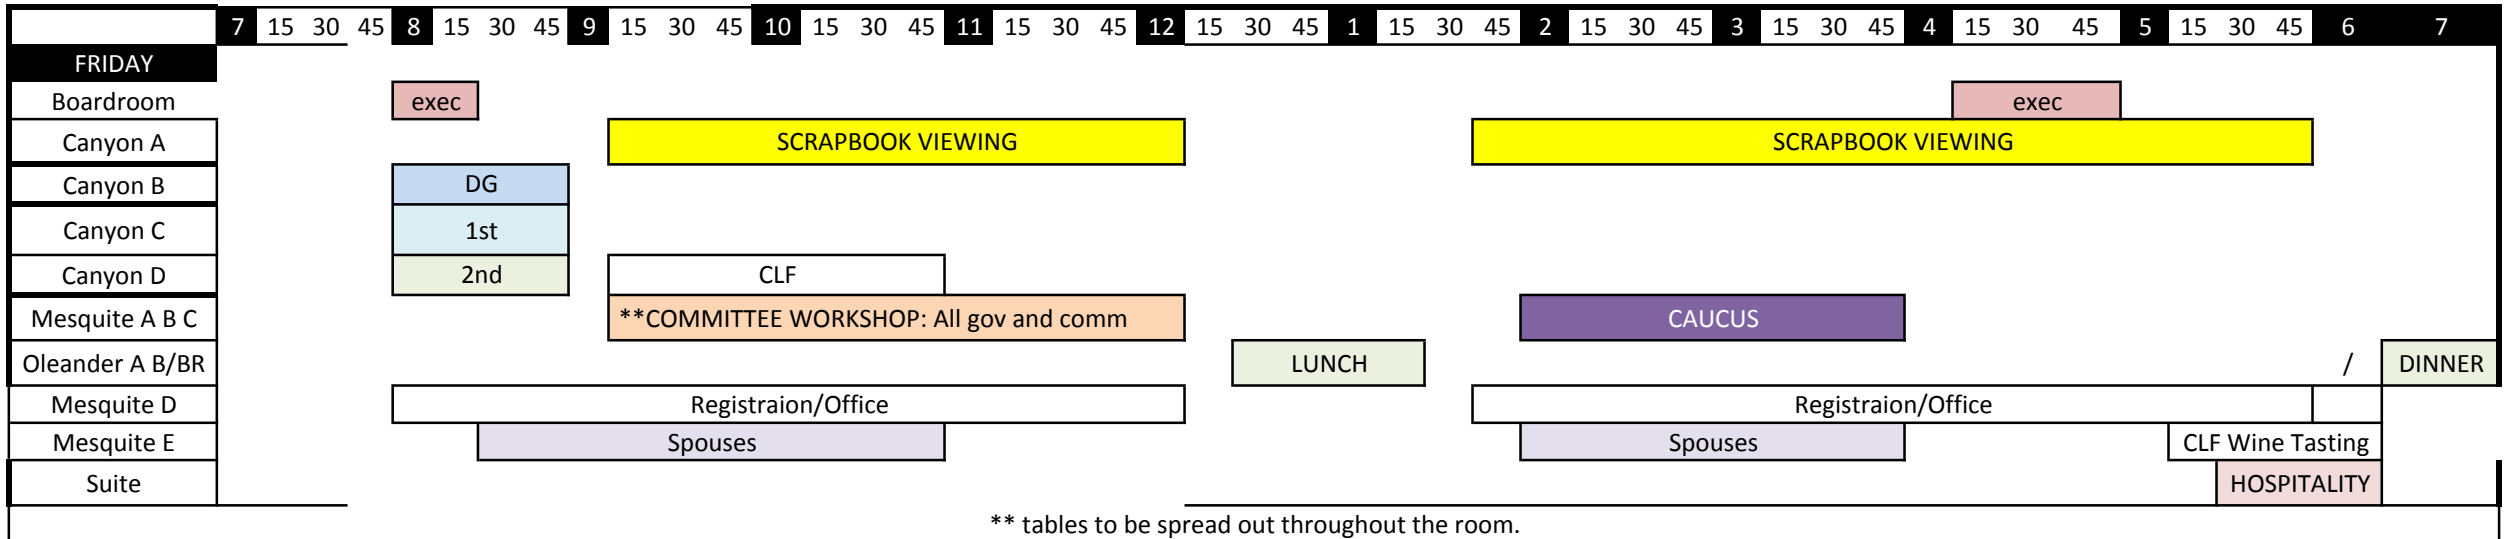 7 15 30 45 8 15 30 45 9 15 30 45 10 15 30 45 11 15 30 45 12 15 30 45 1 15 30 45 2 15 30 45 3 15 30 45 4 15 30 45 5 15 30 45 6 7
FRIDAY
Boardroom exec exec
Canyon A SCRAPBOOK VIEWING SCRAPBOOK VIEWING
Canyon B DG
Canyon C 1st
Canyon D 2nd CLF
Mesquite A B C **COMMITTEE WORKSHOP: All gov and comm CAUCUS
Oleander A B/BR LUNCH / DINNER
Mesquite D Registraion/Office Registraion/Office
Mesquite E Spouses Spouses CLF Wine Tasting
Suite HOSPITALITY
** tables to be spread out throughout the room.